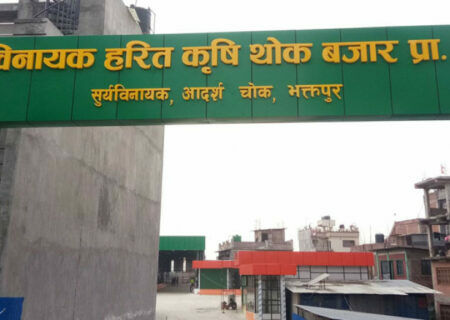 विनायक हरित कृषि थोक बजार प्रा.
सुर्यविनायक, आदर्श चोक, भक्तपुर